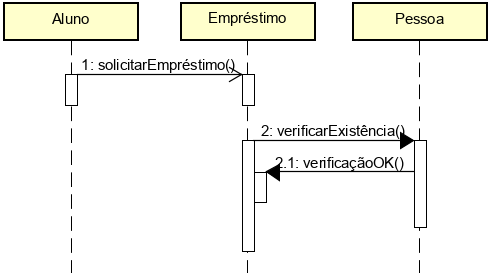 Aluno
Empréstimo
Pessoa
1: solicitarEmpréstimo()
2: verificarExistência()
2.1: verificaçãoOK()